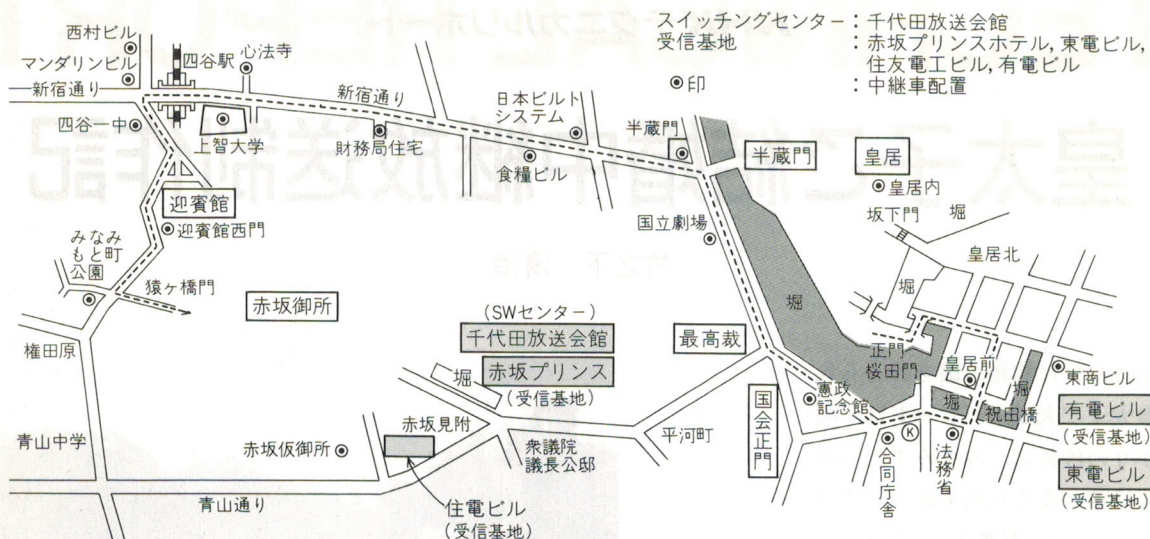 スイッチングセンター：千代田放送会館
受信基地　：赤坂プリンスホテル, 東電ビル,
住友電工ビル, 有電ビル
◉印　：中継車配置
西村ビル
マンダリンビル
四谷駅
心法寺
新宿通り
新宿通り
四谷一中
上智大学
財務局住宅
日本ビルト
システム
食糧ビル
半蔵門
半蔵門
皇居
皇居内
坂下門
堀
迎賓館
迎賓館西門
国立劇場
皇居北
みなみ
もと町
公園
猿ヶ橋門
赤坂御所
堀
堀
(SWセンター)
千代田放送会館
最高裁
正門
桜田門
権田原
堀
赤坂プリンス
(受信基地)
皇居前
東商ビル
国会正門
憲政
記念館
堀
堀
祝田橋
有電ビル
(受信基地)
青山中学
赤坂仮御所
赤坂見附
衆議院
議長公邸
平河町
K
合同庁舎
法務省
東電ビル
(受信基地)
青山通り
住電ビル
(受信基地)